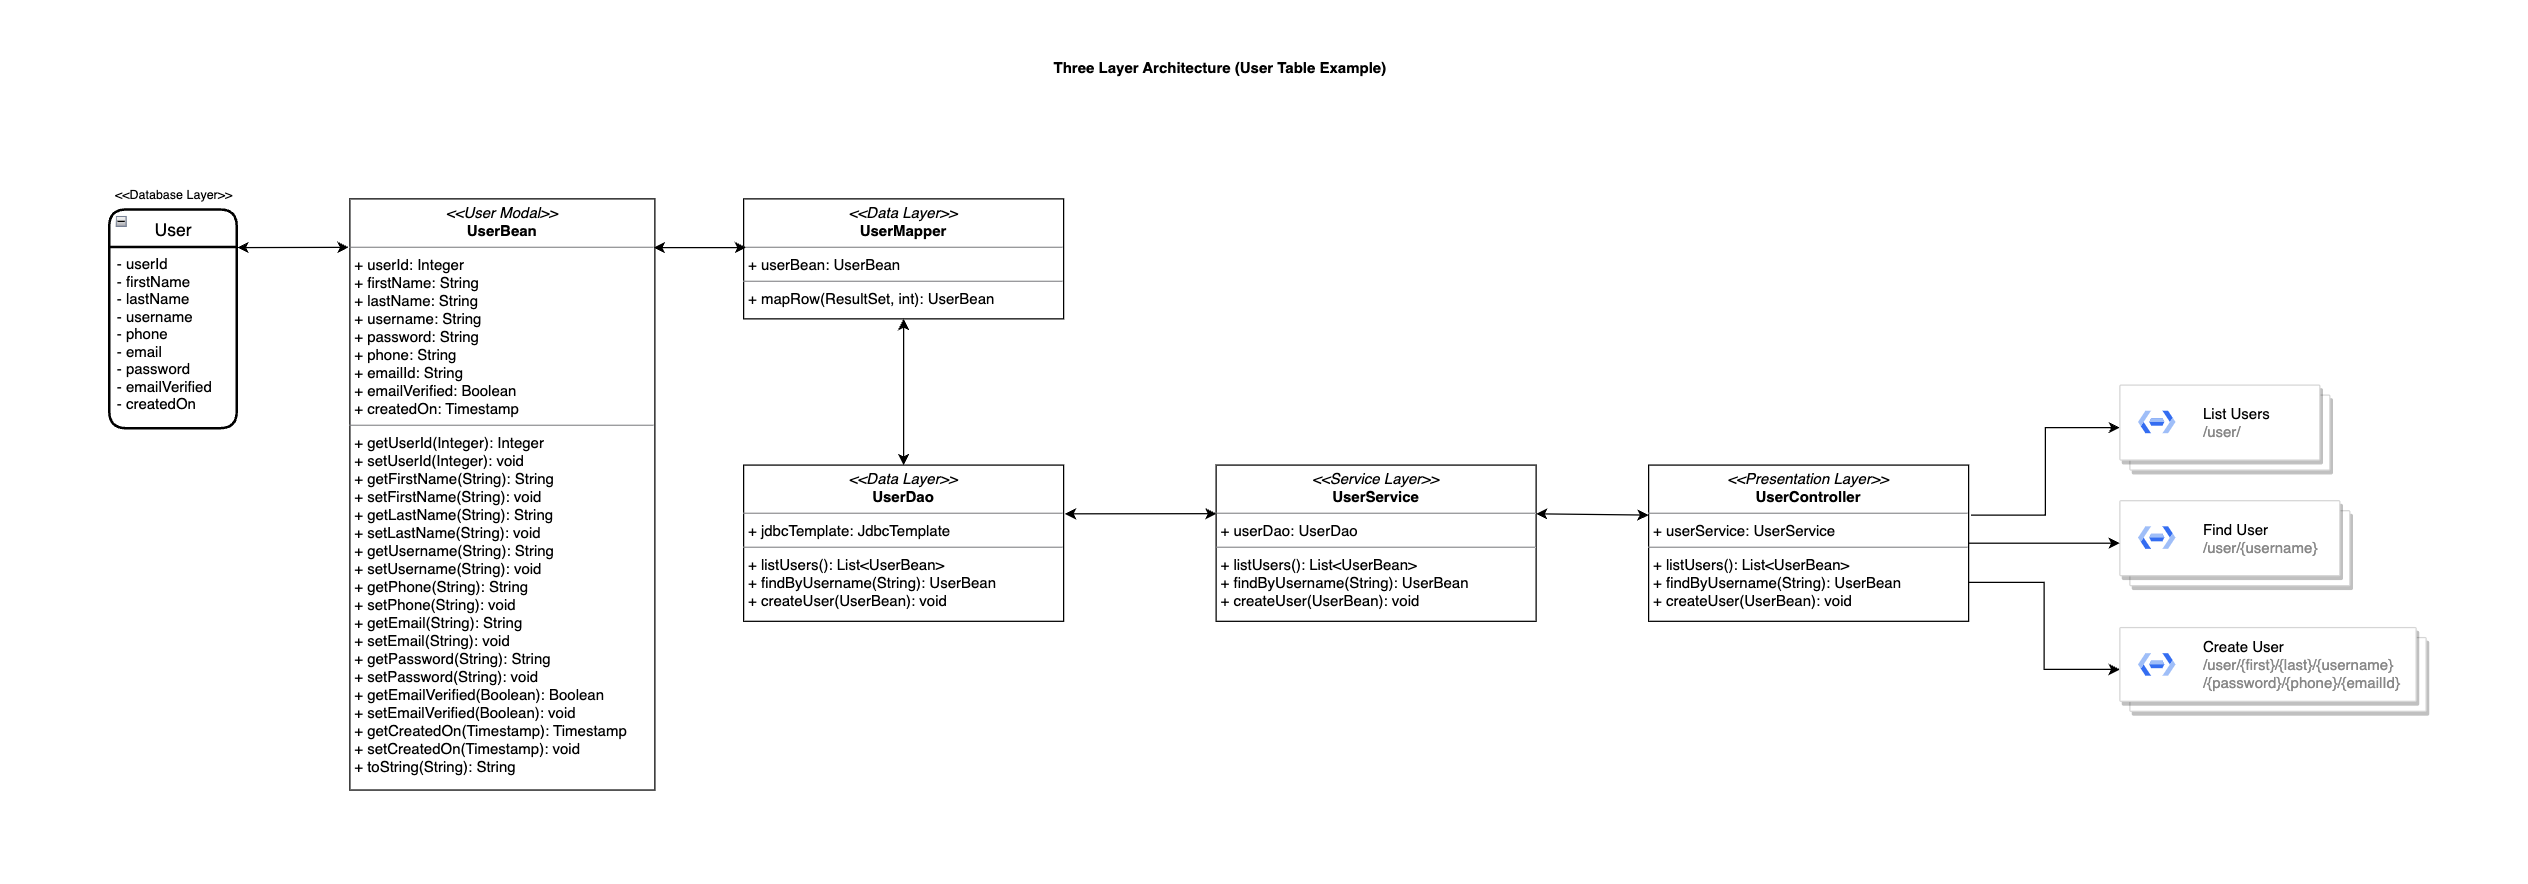 Three Layer Architecture (User Table Example)
<<Database Layer>>
User
- userId
- firstName
- lastName
- username
- phone
- email
- password
- emailVerified
- createdOn
<<User Modal>>
UserBean
+ userId: Integer
+ firstName: String
+ lastName: String
+ username: String
+ password: String
+ phone: String
+ emailId: String
+ emailVerified: Boolean
+ createdOn: Timestamp
+ getUserId(Integer): Integer
+ setUserId(Integer): void
+ getFirstName(String): String
+ setFirstName(String): void
+ getLastName(String): String
+ setLastName(String): void
+ getUsername(String): String
+ setUsername(String): void
+ getPhone(String): String
+ setPhone(String): void
+ getEmail(String): String
+ setEmail(String): void
+ getPassword(String): String
+ setPassword(String): void
+ getEmailVerified(Boolean): Boolean
+ setEmailVerified(Boolean): void
+ getCreatedOn(Timestamp): Timestamp
+ setCreatedOn(Timestamp): void
+ toString(String): String
<<Data Layer>>
UserMapper
+ userBean: UserBean
+ mapRow(ResultSet, int): UserBean
<<Data Layer>>
UserDao
+ jdbcTemplate: JdbcTemplate
+ listUsers(): List<UserBean>
+ findByUsername(String): UserBean
+ createUser(UserBean): void
<<Service Layer>>
UserService
+ userDao: UserDao
+ listUsers(): List<UserBean>
+ findByUsername(String): UserBean
+ createUser(UserBean): void
<<Presentation Layer>>
UserController
+ userService: UserService
+ listUsers(): List<UserBean>
+ findByUsername(String): UserBean
+ createUser(UserBean): void
List Users
/user/
Find User
/user/{username}
Create User
/user/{first}/{last}/{username}
/{password}/{phone}/{emailId}